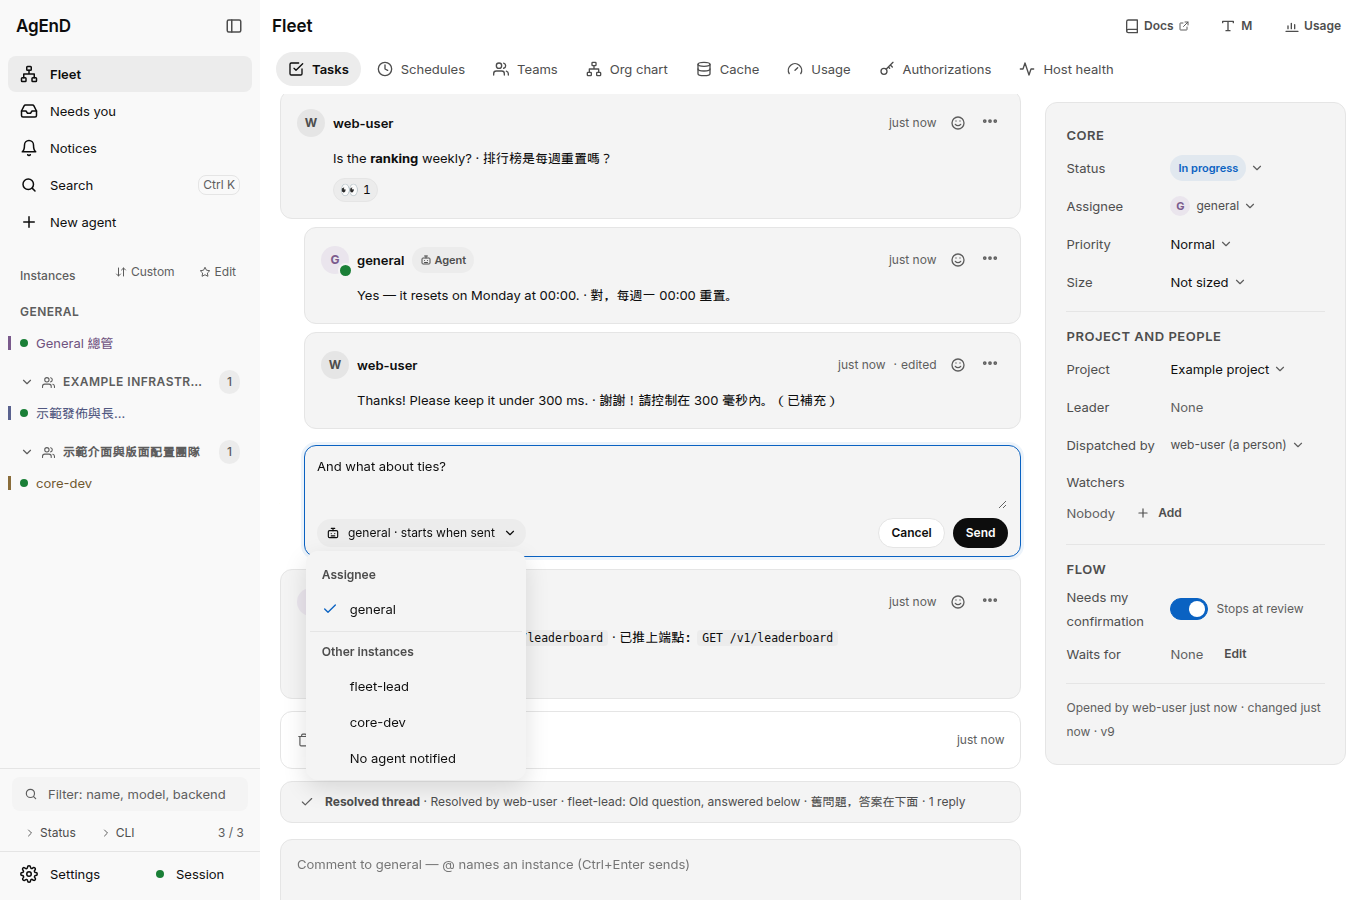 AgEnD
Fleet
Needs you
Notices
Search
Ctrl K
New agent
Instances
Custom
Edit
GENERAL
General 總管
EXAMPLE INFRASTR...
1
示範發佈與長...
示範介面與版面配置團隊
1
core-dev
Filter: name, model, backend
Status
CLI
3 / 3
Settings
Session
Fleet
Docs
M
Usage
Tasks
Schedules
Teams
Org chart
Cache
Usage
Authorizations
Host health
W
web-user
just now
Is the ranking weekly? · 排行榜是每週重置嗎？
👀 1
G
general
Agent
just now
Yes — it resets on Monday at 00:00. · 對，每週一 00:00 重置。
W
web-user
just now · edited
Thanks! Please keep it under 300 ms. · 謝謝！請控制在 300 毫秒內。（已補充）
And what about ties?
general · starts when sent
Cancel
Send
Assignee
general
Other instances
fleet-lead
core-dev
No agent notified
just now
/leaderboard · 已推上端點： GET /v1/leaderboard
just now
Resolved thread · Resolved by web-user · fleet-lead: Old question, answered below · 舊問題，答案在下面 · 1 reply
Comment to general — @ names an instance (Ctrl+Enter sends)
CORE
Status
In progress
Assignee
G
general
Priority
Normal
Size
Not sized
PROJECT AND PEOPLE
Project
Example project
Leader
None
Dispatched by
web-user (a person)
Watchers
Nobody
Add
FLOW
Needs my
confirmation
Stops at review
Waits for
None
Edit
Opened by web-user just now · changed just
now · v9